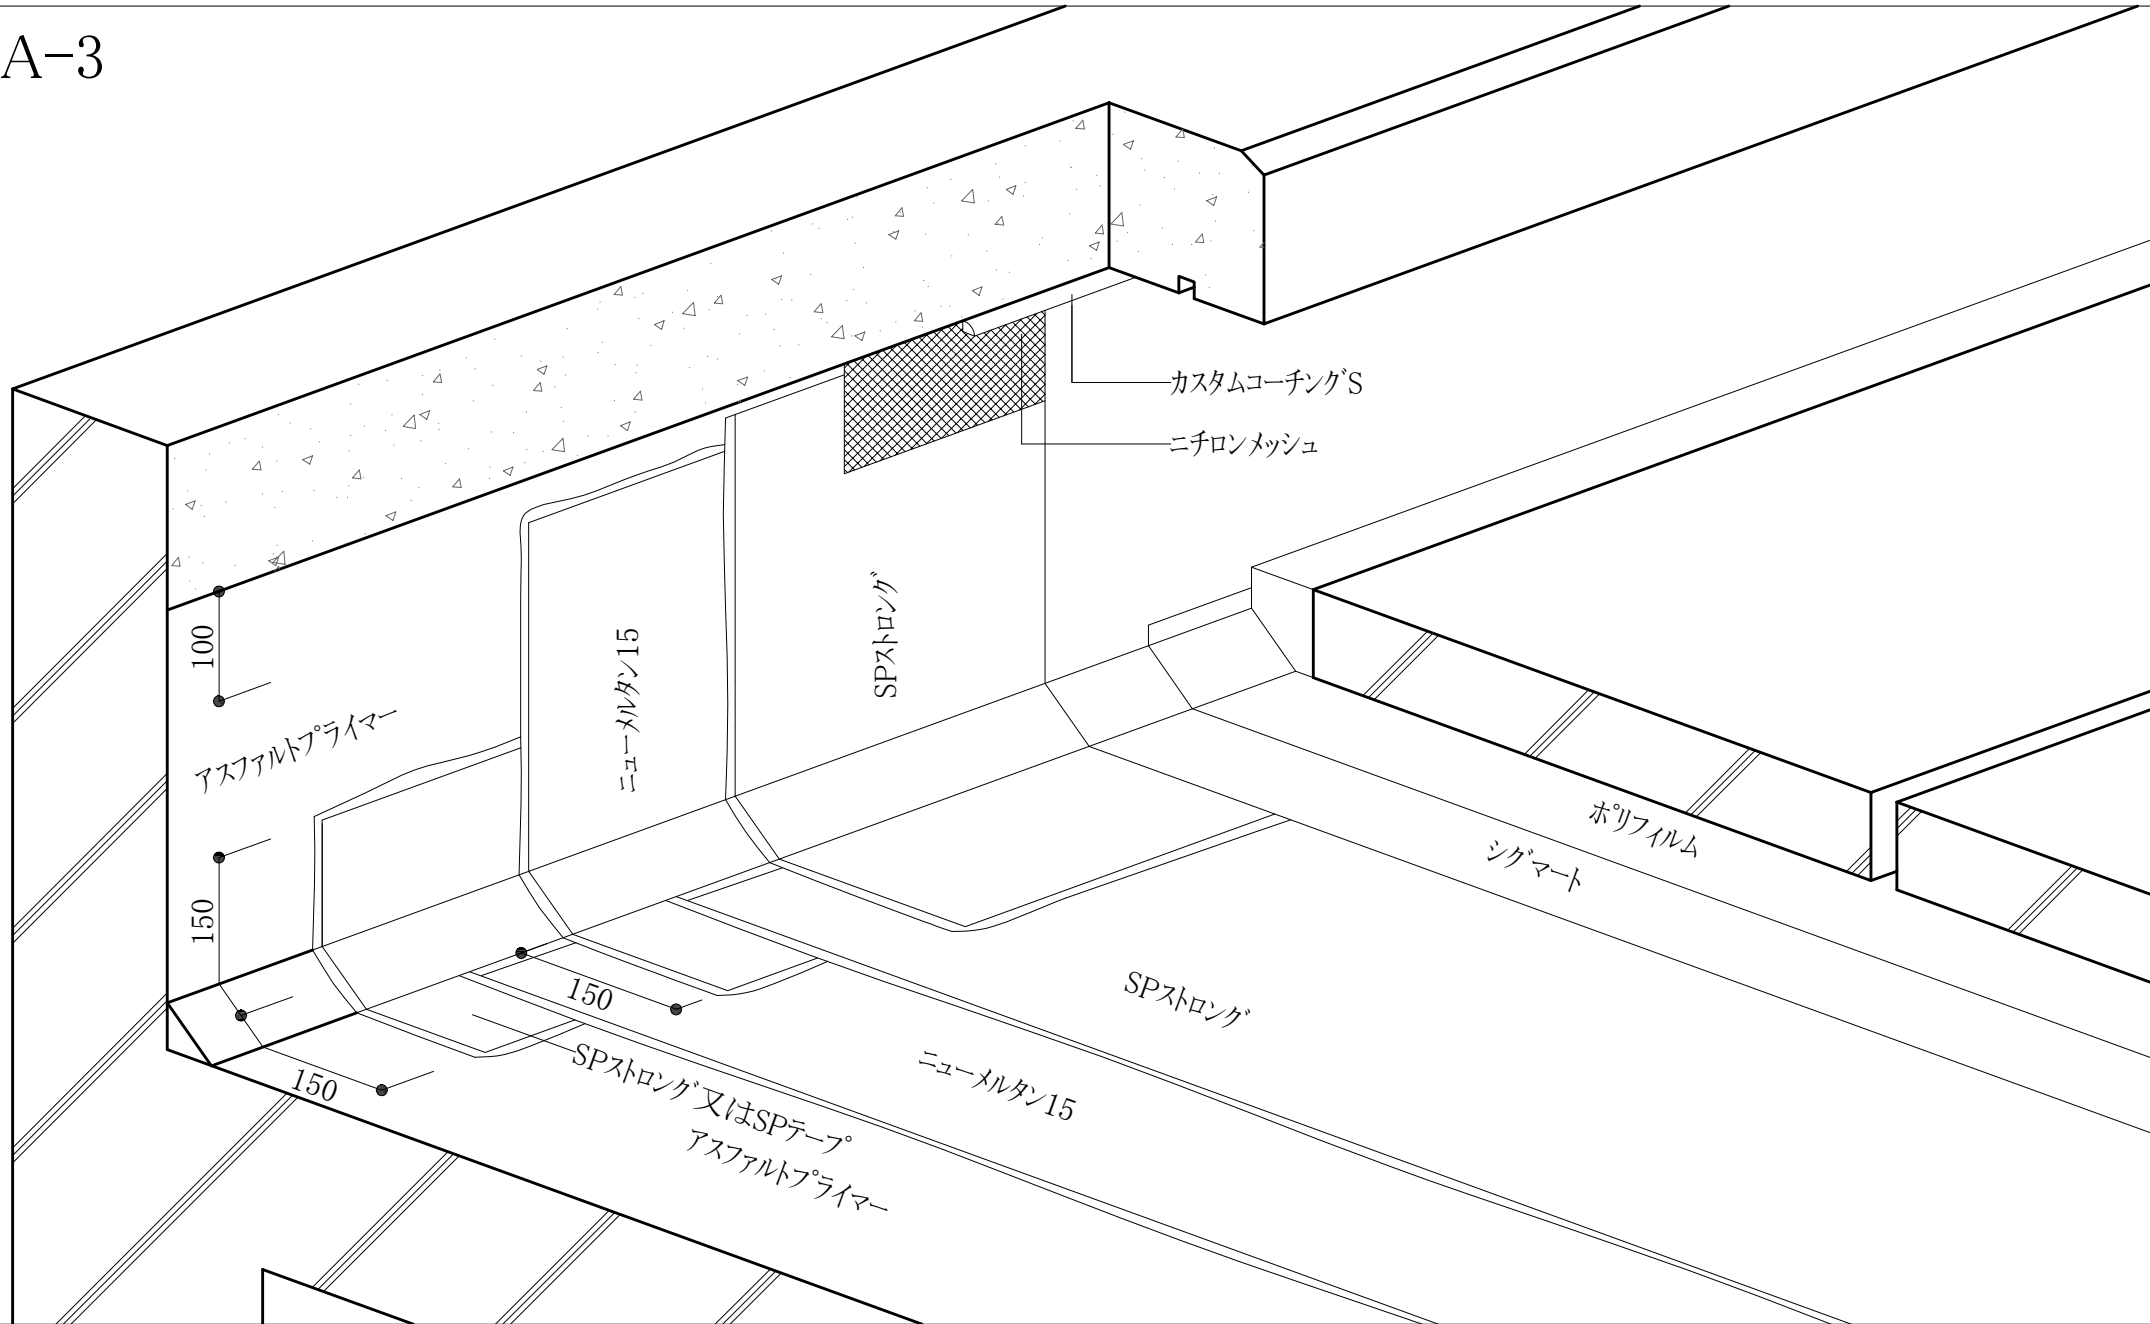 A-3
カスタムコーチングS
ニチロンメッシュ
100
アスファルトプライマー
150
150
ニューメルタン15
SPストロング
150
SPストロング又はSPテープ
アスファルトプライマー
ニューメルタン15
SPストロング
シグマート
ポリフィルム